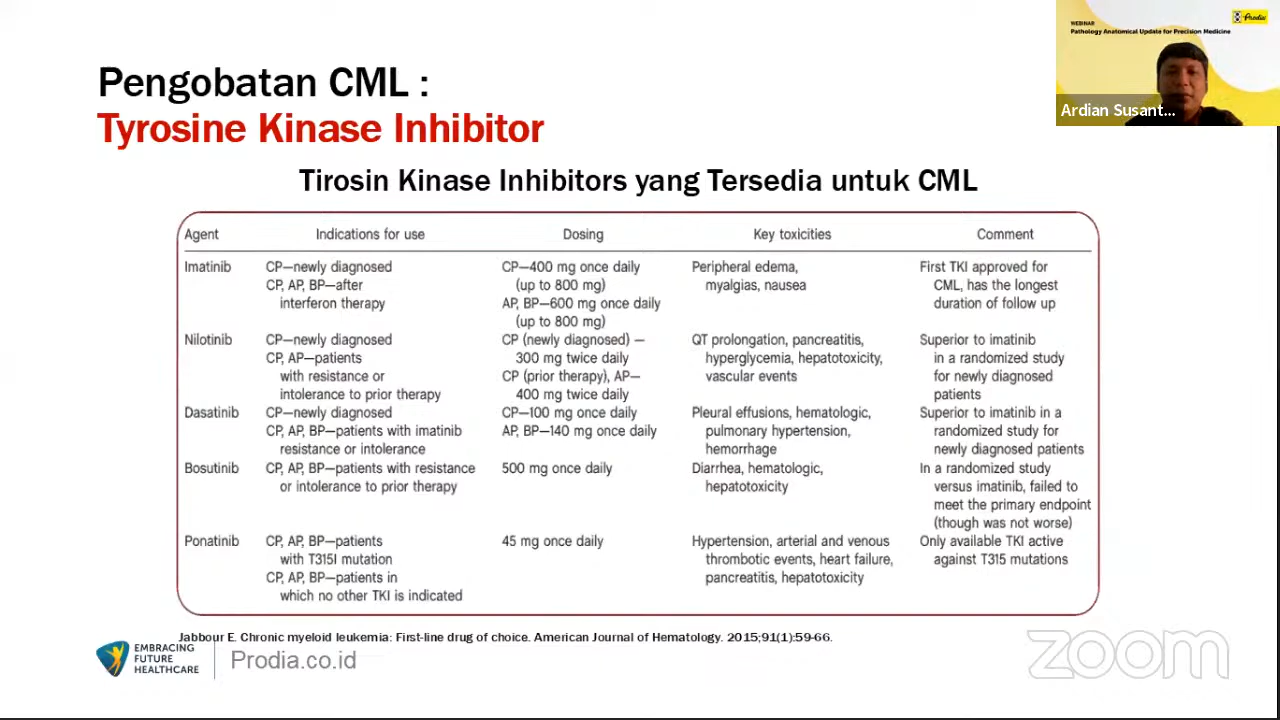 WEBINAR
Pathology Anatomical Update for Precision Medicine
Prodia
Ardian Susant...
Pengobatan CML :
Tyrosine Kinase Inhibitor
Tirosin Kinase Inhibitors yang Tersedia untuk CML
Agent Indications for use Dosing Key toxicities Comment
Imatinib CP—newly diagnosed CP—400 mg once daily Peripheral edema, First TKI approved for
CP, AP, BP—after (up to 800 mg) myalgias, nausea CML, has the longest
interferon therapy AP, BP—600 mg once daily duration of follow up
(up to 800 mg)
Nilotinib CP—newly diagnosed CP (newly diagnosed) — QT prolongation, pancreatitis, Superior to imatinib
CP, AP—patients 300 mg twice daily hyperglycemia, hepatotoxicity, in a randomized study
with resistance or CP (prior therapy), AP— vascular events for newly diagnosed
intolerance to prior therapy 400 mg twice daily patients
Dasatinib CP—newly diagnosed CP—100 mg once daily Pleural effusions, hematologic, Superior to imatinib in a
CP, AP, BP—patients with imatinib AP, BP—140 mg once daily pulmonary hypertension, randomized study for
resistance or intolerance hemorrhage newly diagnosed patients
Bosutinib CP, AP, BP—patients with resistance 500 mg once daily Diarrhea, hematologic, In a randomized study
or intolerance to prior therapy hepatotoxicity versus imatinib, failed to
meet the primary endpoint
(though was not worse)
Ponatinib CP, AP, BP—patients 45 mg once daily Hypertension, arterial and venous Only available TKI active
with T315I mutation thrombotic events, heart failure, against T315 mutations
CP, AP, BP—patients in pancreatitis, hepatotoxicity
which no other TKI is indicated
Jabbour E. Chronic myeloid leukemia: First-line drug of choice. American Journal of Hematology. 2015;91(1):59-66.
EMBRACING
FUTURE
HEALTHCARE
Prodia.co.id
zoom